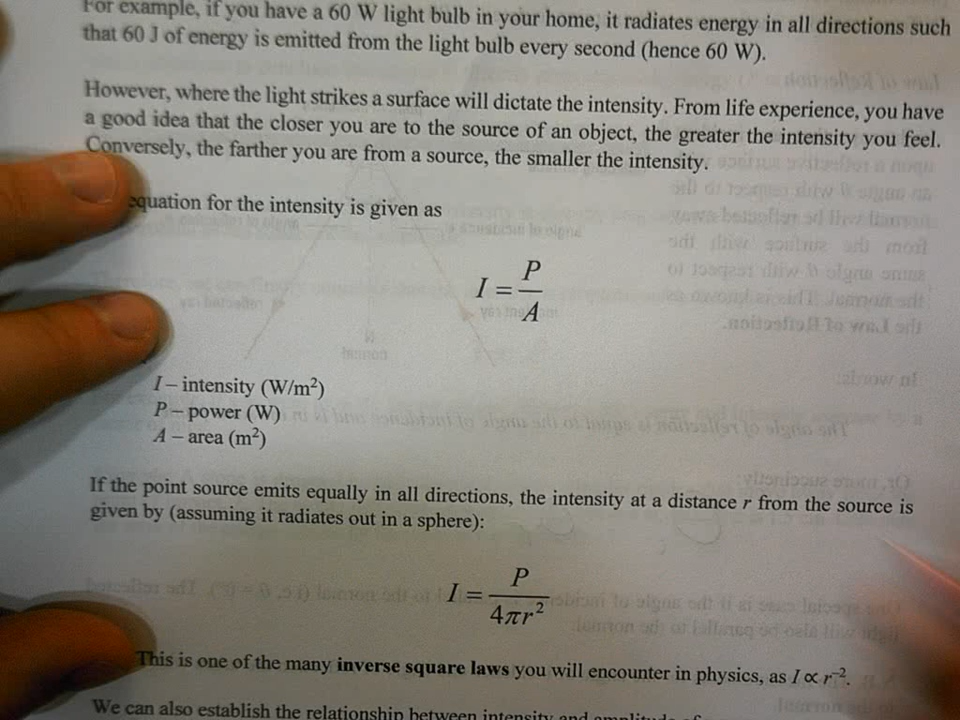 For example, if you have a 60 W light bulb in your home, it radiates energy in all directions such
that 60 J of energy is emitted from the light bulb every second (hence 60 W).
However, where the light strikes a surface will dictate the intensity. From life experience, you have
a good idea that the closer you are to the source of an object, the greater the intensity you feel.
Conversely, the farther you are from a source, the smaller the intensity.
equation for the intensity is given as
I = P/A
I – intensity (W/m²)
P – power (W)
A – area (m²)
If the point source emits equally in all directions, the intensity at a distance r from the source is
given by (assuming it radiates out in a sphere):
I = P/4πr²
This is one of the many inverse square laws you will encounter in physics, as I ∝ r⁻².
We can also establish the relationship between intensity and amplitude of